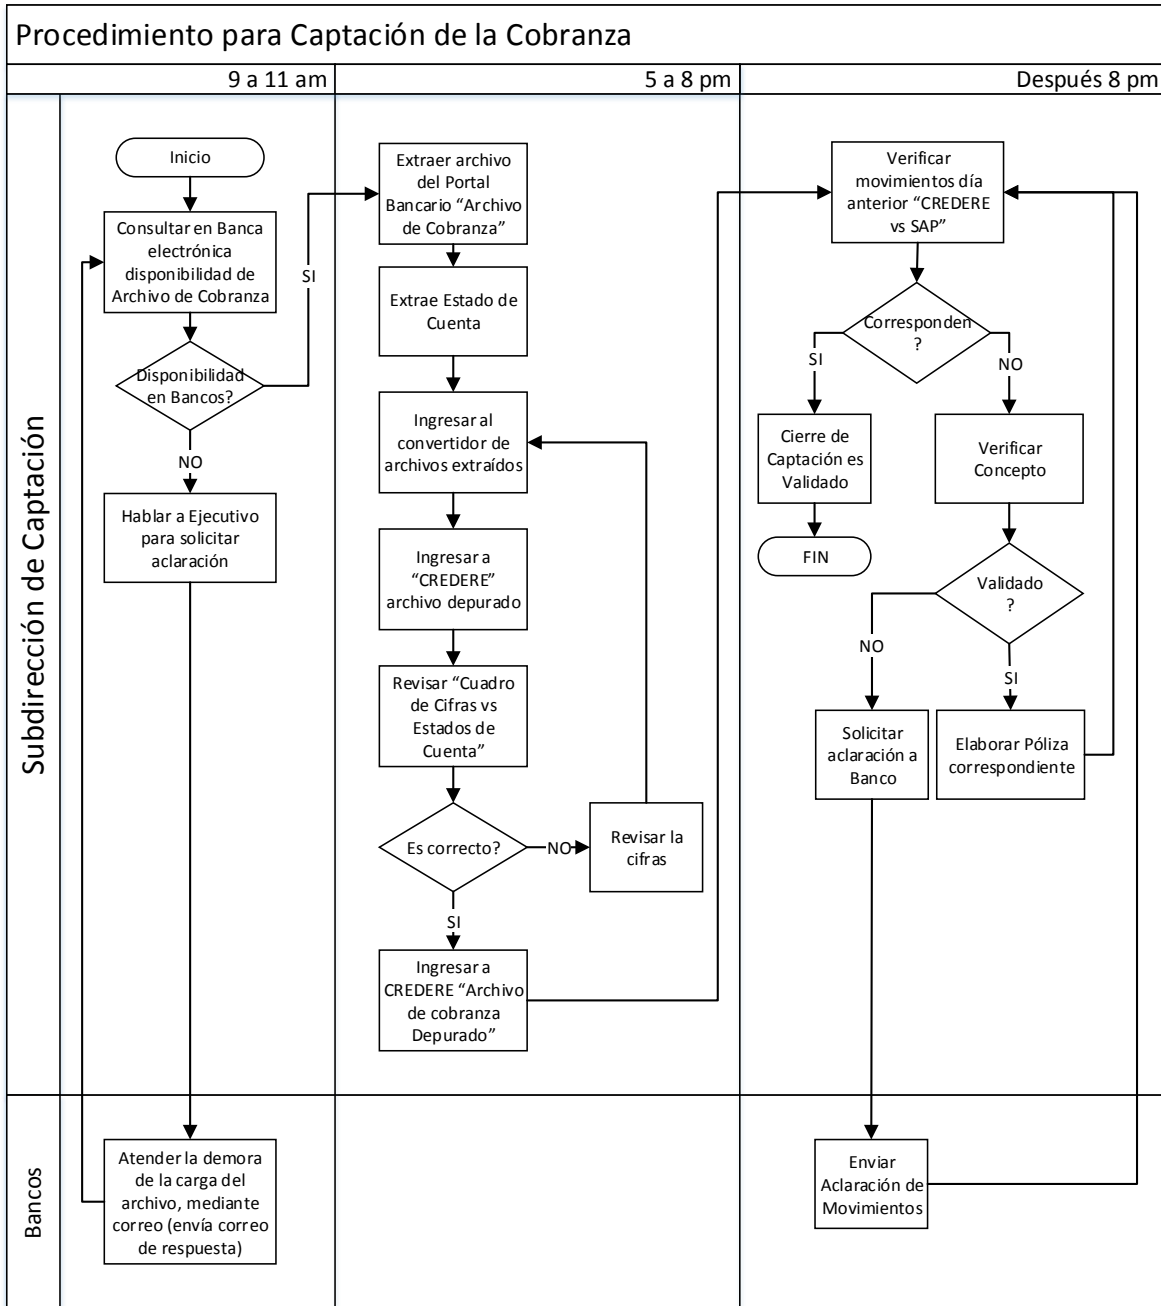 Procedimiento para Captación de la Cobranza
9 a 11 am
5 a 8 pm
Después 8 pm
Subdirección de Captación
Inicio
Consultar en Banca
electrónica
disponibilidad de
Archivo de Cobranza
Disponibilidad
en Bancos?
SI
NO
Hablar a Ejecutivo
para solicitar
aclaración
Extraer archivo
del Portal
Bancario “Archivo
de Cobranza”
Extrae Estado de
Cuenta
Ingresar al
convertidor de
archivos extraídos
Ingresar a
“CREDERE”
archivo depurado
Revisar “Cuadro
de Cifras vs
Estados de
Cuenta”
Es correcto?
NO
Revisar la
cifras
SI
Ingresar a
CREDERE “Archivo
de cobranza
Depurado”
Verificar
movimientos día
anterior “CREDERE
vs SAP”
Corresponden
?
SI
NO
Cierre de
Captación es
Validado
FIN
Verificar
Concepto
Validado
?
NO
SI
Solicitar
aclaración a
Banco
Elaborar Póliza
correspondiente
Bancos
Atender la demora
de la carga del
archivo, mediante
correo (envía correo
de respuesta)
Enviar
Aclaración de
Movimientos